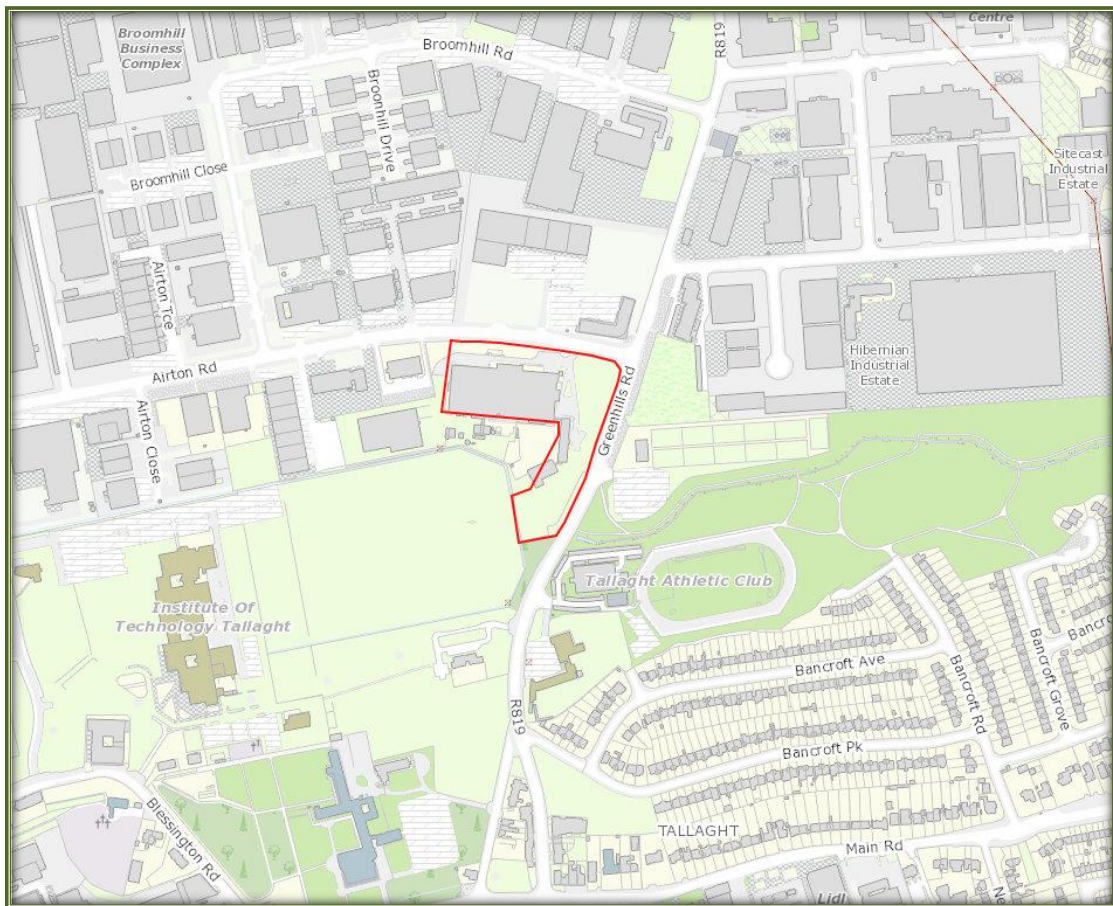 Broomhill
Business
Complex
Broomhill Rd
R819
Centre
Broomhill Drive
Broomhill Close
Sitecast
Industrial
Estate
Airton Tce
Airton Rd
Hibernian
Industrial
Estate
Greenhills Rd
Airton Close
Institute Of
Technology Tallaght
Tallaght Athletic Club
Bancroft Ave
Bancroft Rd
Bancroft Grove
Bancro
R819
Bancroft Pk
Blessington Rd
TALLAGHT
Main Rd
Lidl
Ne